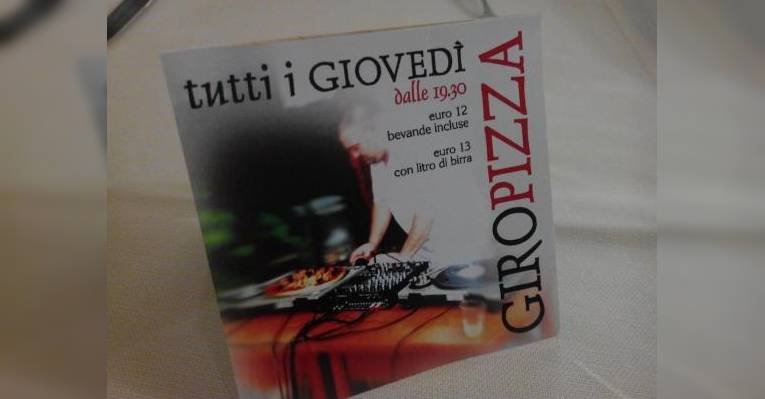 tutti i GIOVEDÌ
dalle 19.30
euro 12
bevande incluse
euro 13
con litro di birra
GIROPIZZA